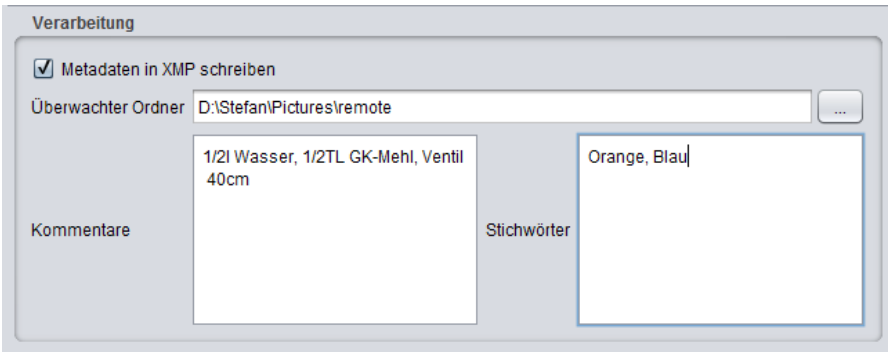 Verarbeitung
Metadaten in XMP schreiben
Überwachter Ordner D:\Stefan\Pictures\remote ...
1/2l Wasser, 1/2TL GK-Mehl, Ventil
40cm
Orange, Blau
Kommentare
Stichwörter